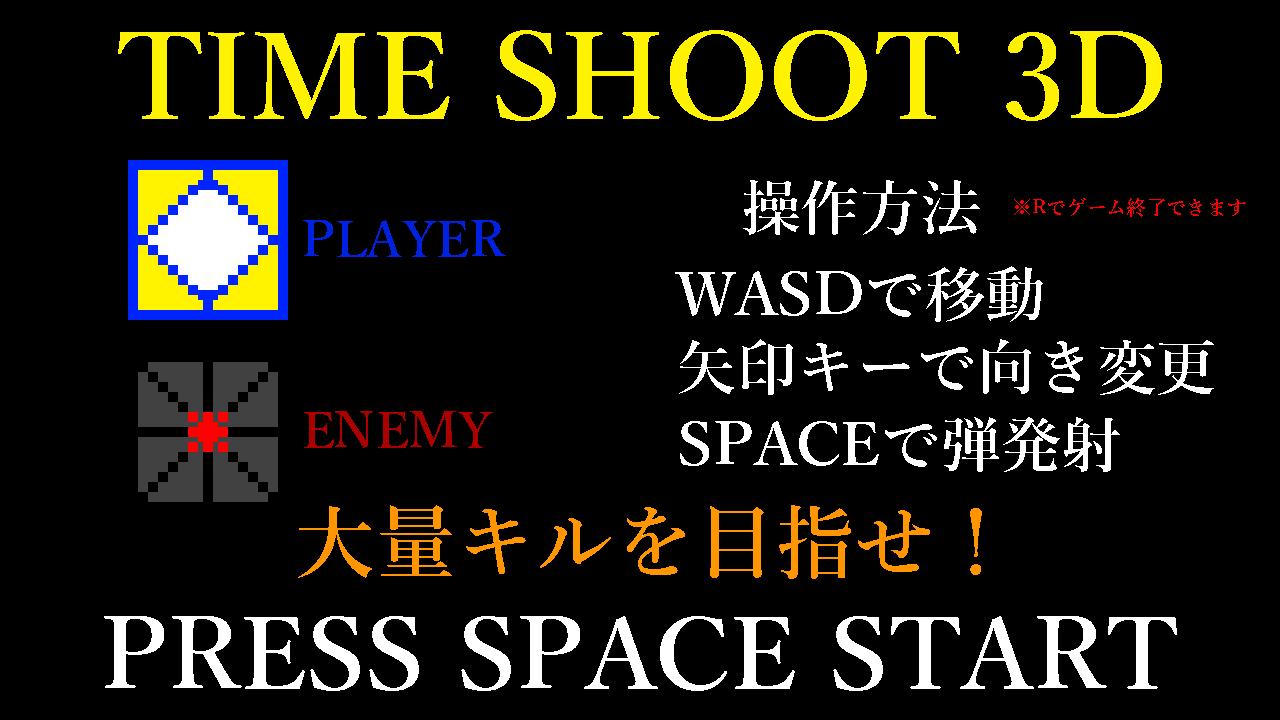 TIME SHOOT 3D
PLAYER
操作方法 ※Rでゲーム終了できます
WASDで移動
矢印キーで向き変更
ENEMY
SPACEで弾発射
大量キルを目指せ！
PRESS SPACE START